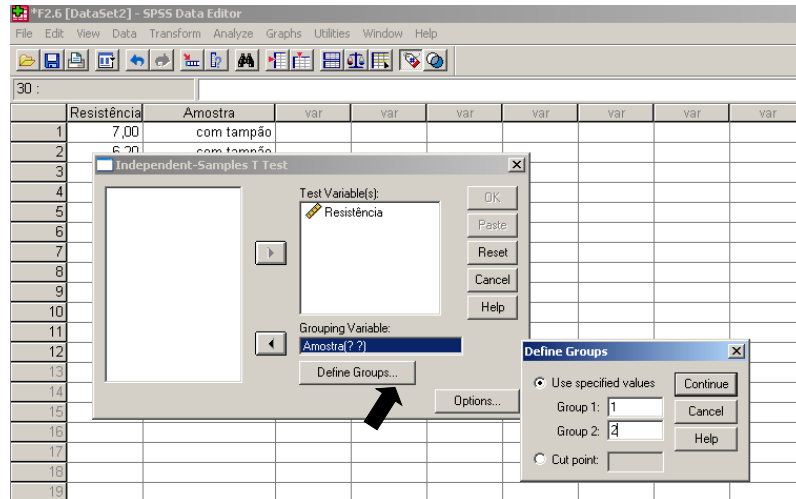 *F2.6 [DataSet2] - SPSS Data Editor
File Edit View Data Transform Analyze Graphs Utilities Window Help
30 :
Resistência Amostra var var var var var var var
1 7,00 com tampão
2 6,20 com tampão
3
4
5
6
7
8
9
10
11
12
13
14
15
16
17
18
19
Independent-Samples T Test
Test Variable(s):
Resistência
OK
Paste
Reset
Cancel
Help
Grouping Variable:
Amostra(? ?)
Define Groups...
Options...
Define Groups
Use specified values
Group 1: 1
Group 2: 2
Cut point:
Continue
Cancel
Help